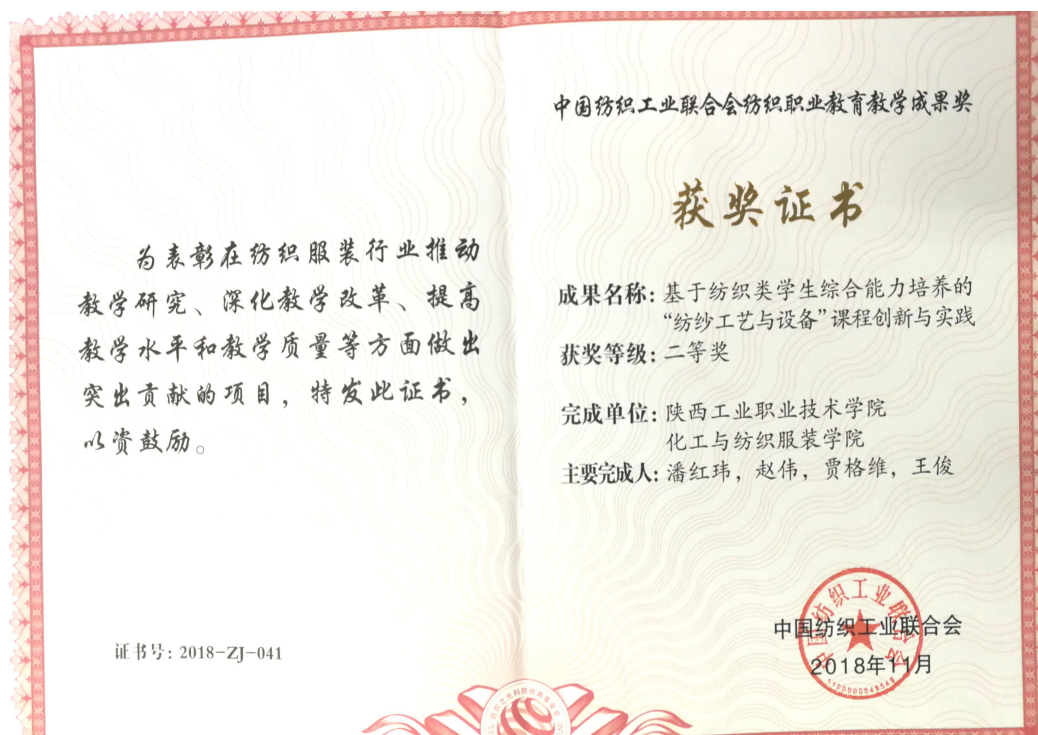 为表彰在纺织服装行业推动
教学研究、深化教学改革、提高
教学水平和教学质量等方面做出
突出贡献的项目，特发此证书，
以资鼓励。
证书号：2018-ZJ-041
中国纺织工业联合会纺织职业教育教学成果奖
获奖证书
成果名称：基于纺织类学生综合能力培养的
“纺纱工艺与设备”课程创新与实践
获奖等级：二等奖
完成单位：陕西工业职业技术学院
化工与纺织服装学院
主要完成人：潘红玮，赵伟，贾格维，王俊
中国纺织工业联合会
2018年11月
中国纺织工业联合会